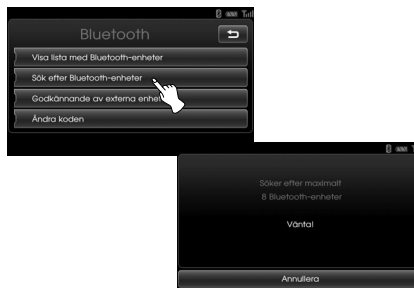 Bluetooth
Visa lista med Bluetooth-enheter
Sök efter Bluetooth-enheter
Godkännande av externa enhet
Ändra koden
Söker efter maximalt
8 Bluetooth-enheter
Vänta!
Annullera